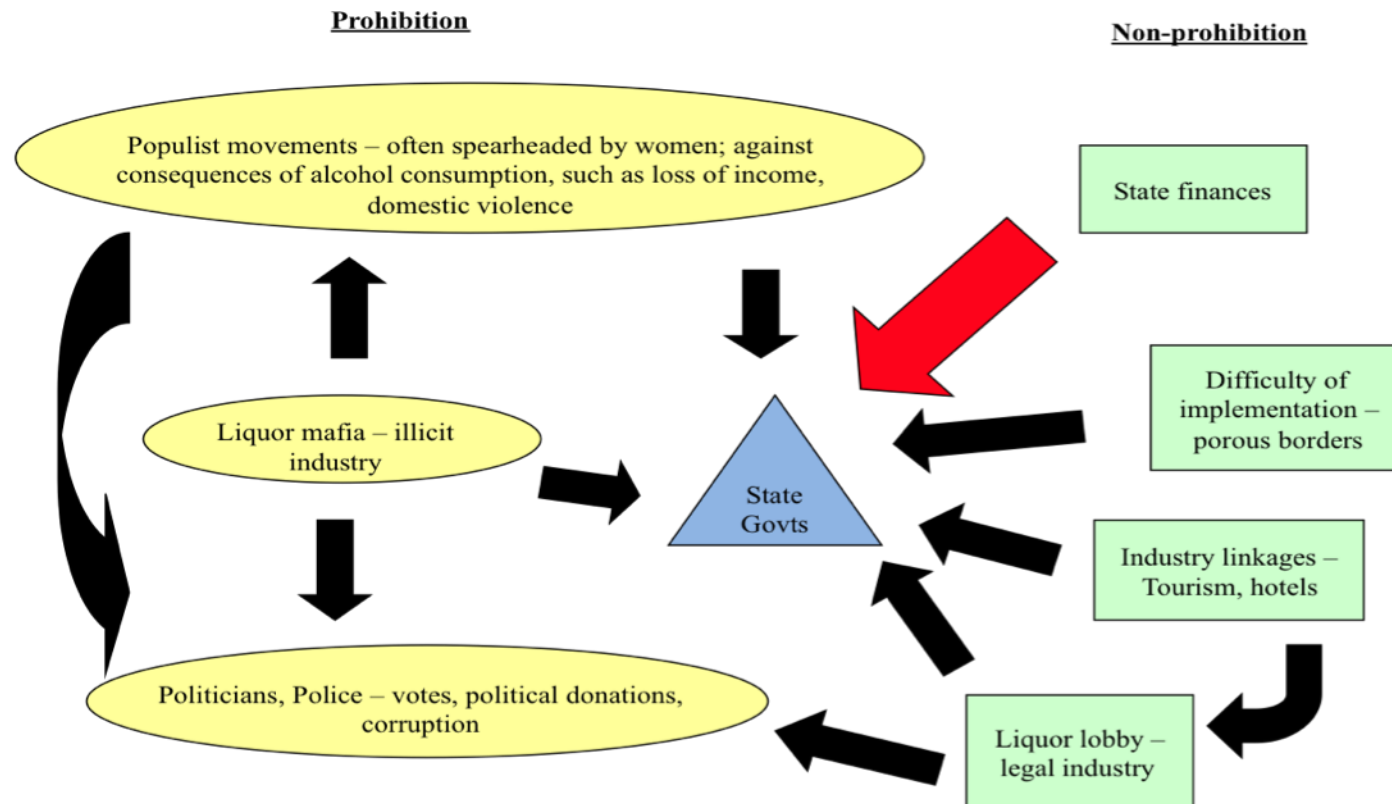 Prohibition
Non-prohibition
Populist movements – often spearheaded by women; against
consequences of alcohol consumption, such as loss of income,
domestic violence
State finances
Difficulty of
implementation –
porous borders
Liquor mafia – illicit
industry
State
Govts
Industry linkages –
Tourism, hotels
Politicians, Police – votes, political donations,
corruption
Liquor lobby –
legal industry